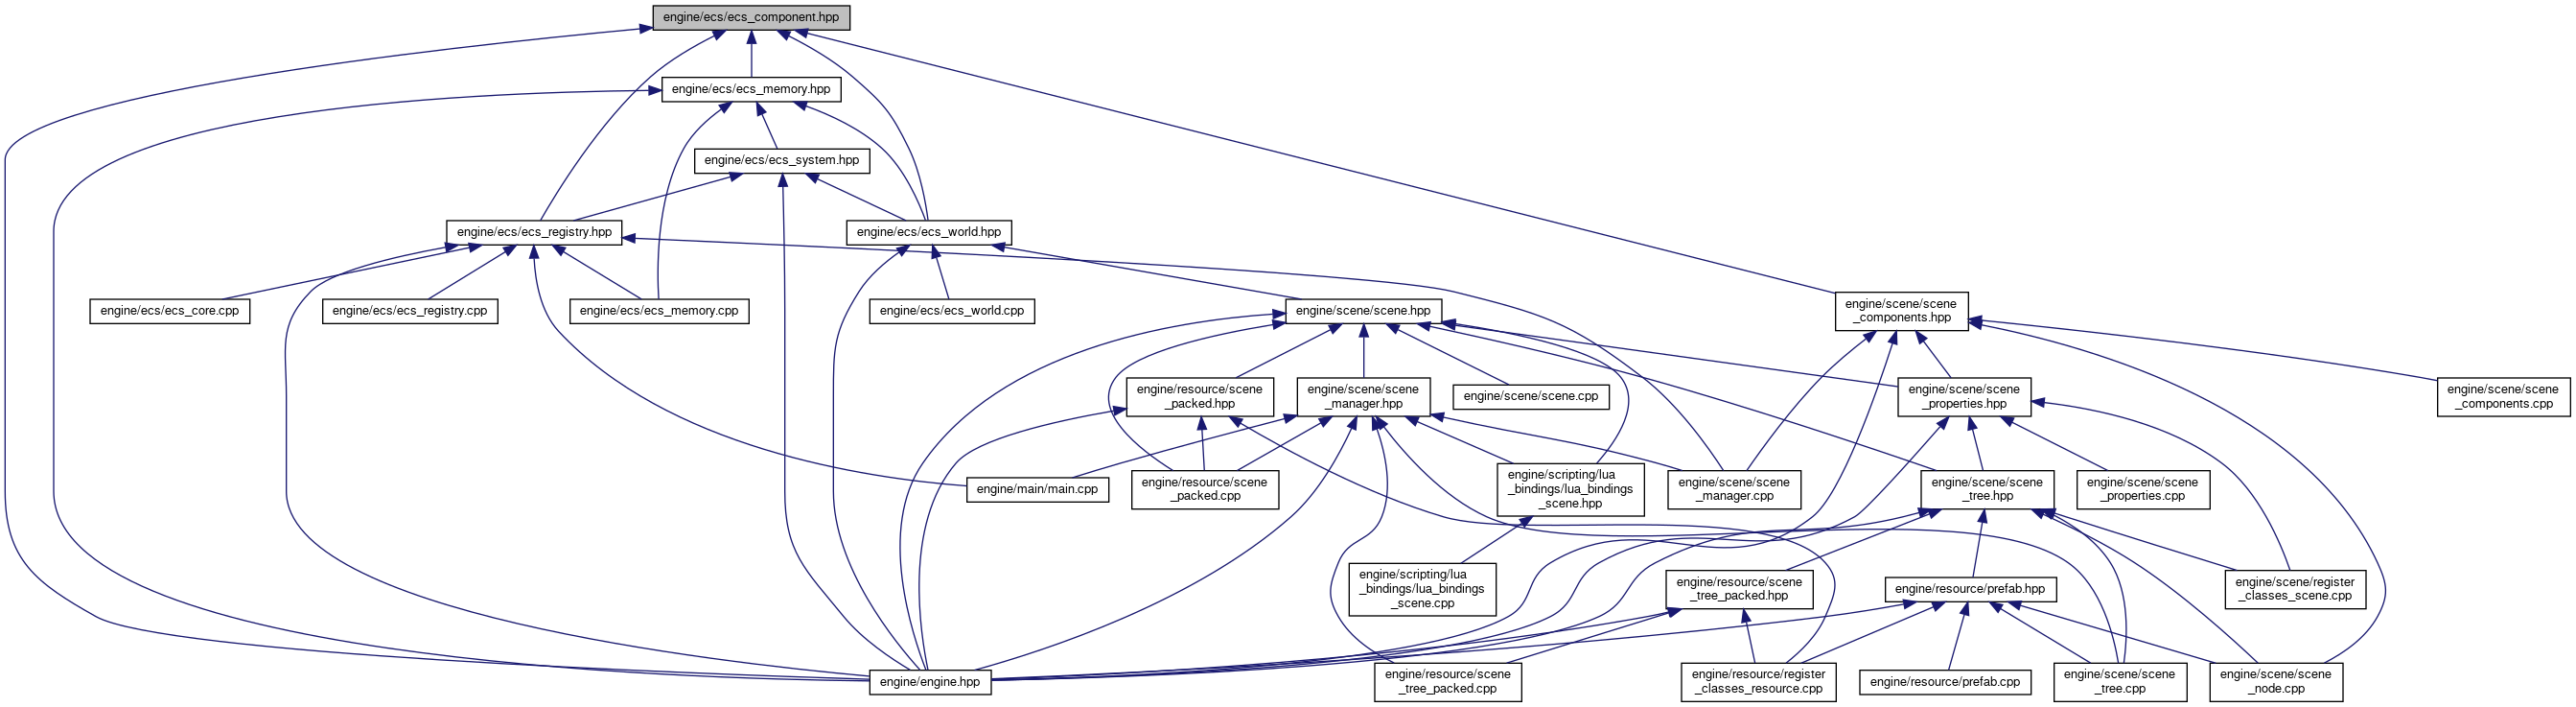 engine/ecs/ecs_component.hpp
engine/ecs/ecs_memory.hpp
engine/ecs/ecs_system.hpp
engine/ecs/ecs_registry.hpp
engine/ecs/ecs_world.hpp
engine/ecs/ecs_core.cpp
engine/ecs/ecs_registry.cpp
engine/ecs/ecs_memory.cpp
engine/ecs/ecs_world.cpp
engine/scene/scene.hpp
engine/scene/scene
_components.hpp
engine/resource/scene
_packed.hpp
engine/scene/scene
_manager.hpp
engine/scene/scene.cpp
engine/scene/scene
_properties.hpp
engine/scene/scene
_components.cpp
engine/main/main.cpp
engine/resource/scene
_packed.cpp
engine/scripting/lua
_bindings/lua_bindings
_scene.hpp
engine/scene/scene
_manager.cpp
engine/scene/scene
_tree.hpp
engine/scene/scene
_properties.cpp
engine/scripting/lua
_bindings/lua_bindings
_scene.cpp
engine/resource/scene
_tree_packed.hpp
engine/resource/prefab.hpp
engine/scene/register
_classes_scene.cpp
engine/engine.hpp
engine/resource/scene
_tree_packed.cpp
engine/resource/register
_classes_resource.cpp
engine/resource/prefab.cpp
engine/scene/scene
_tree.cpp
engine/scene/scene
_node.cpp